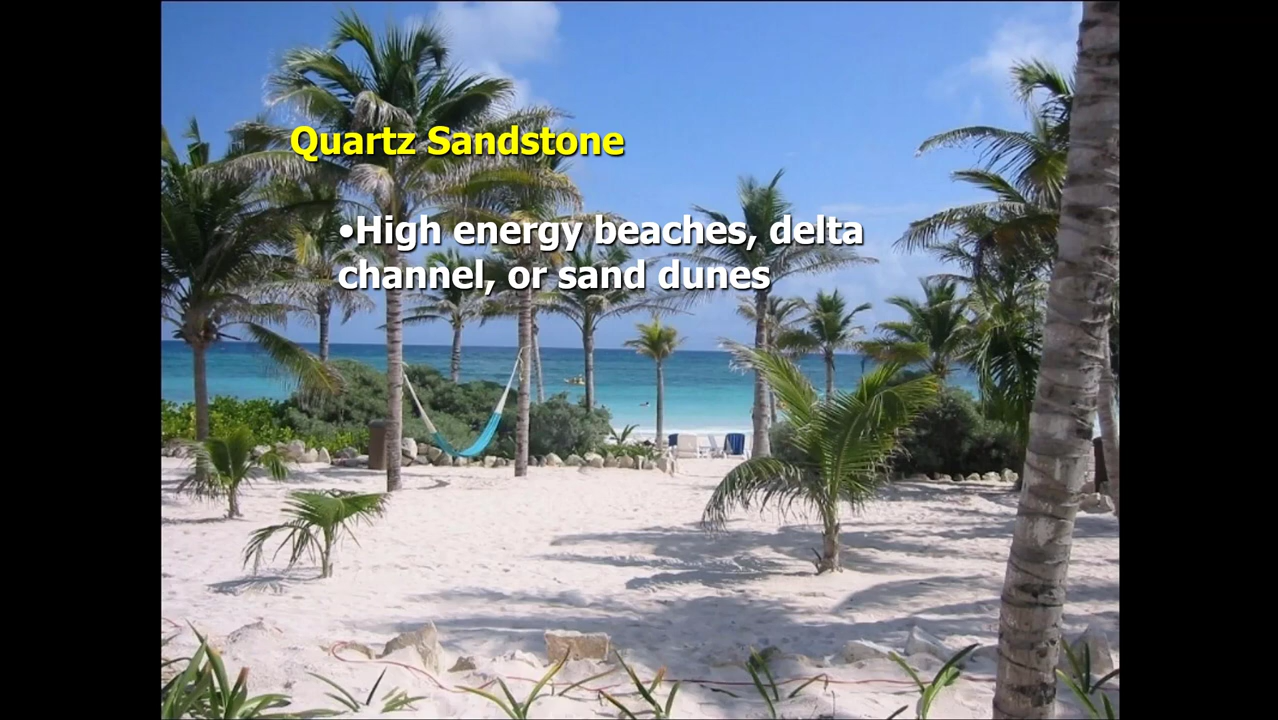 Quartz Sandstone
•High energy beaches, delta
channel, or sand dunes